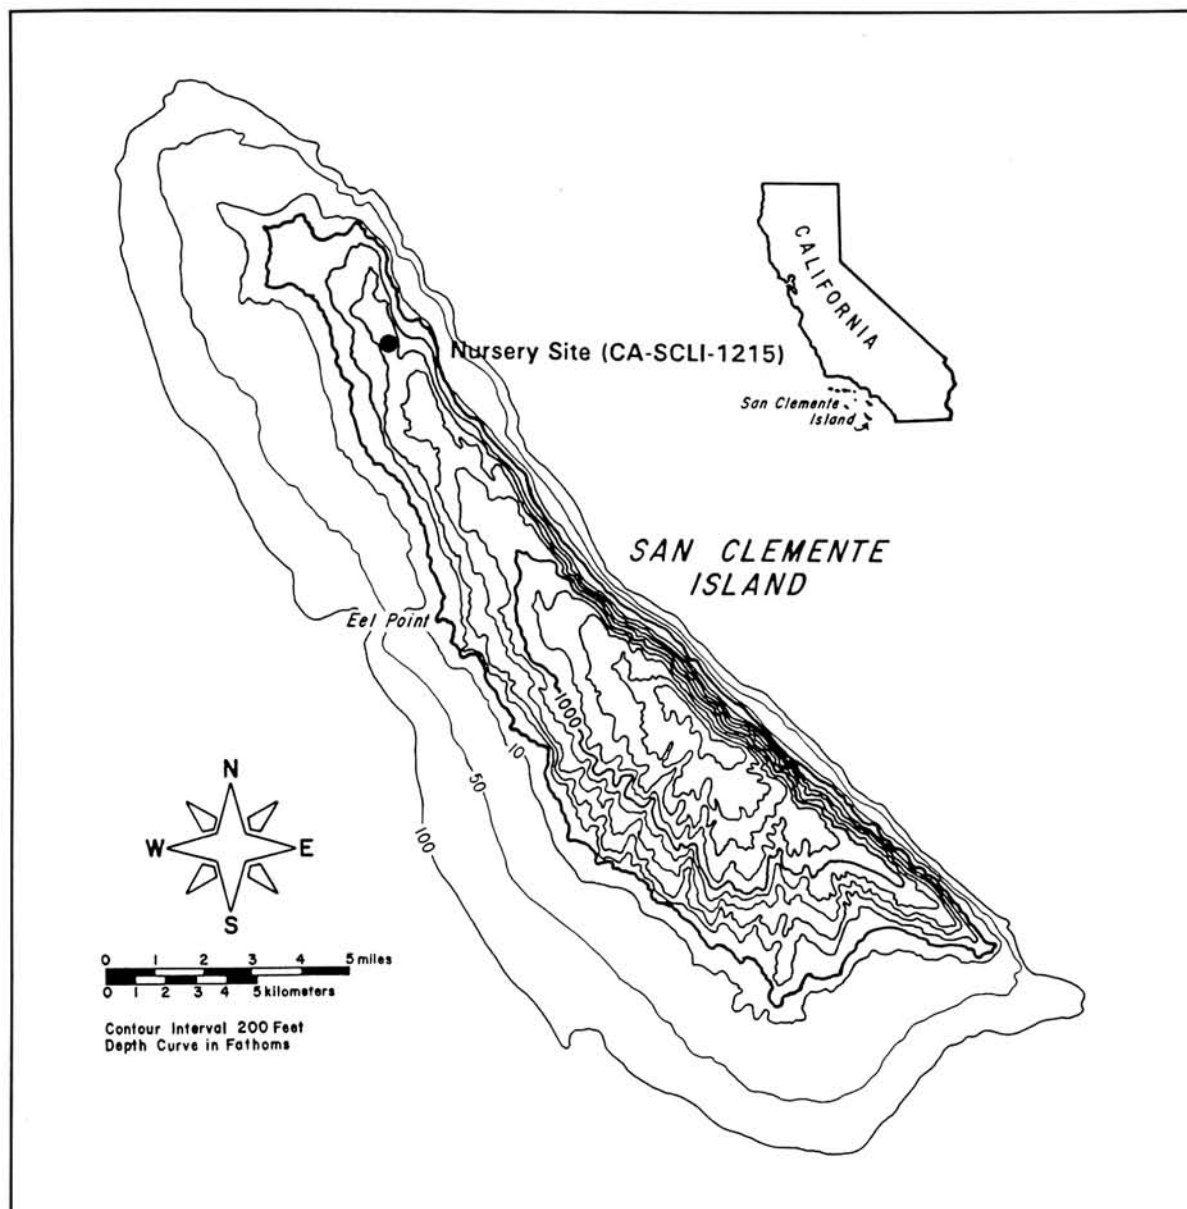 CALIFORNIA
Nursery Site (CA-SCLI-1215)
San Clemente
Island
SAN CLEMENTE
ISLAND
Eel Point
1000
10
50
100
N
W E
S
0 1 2 3 4 5 miles
0 1 2 3 4 5 kilometers
Contour Interval 200 Feet
Depth Curve in Fathoms